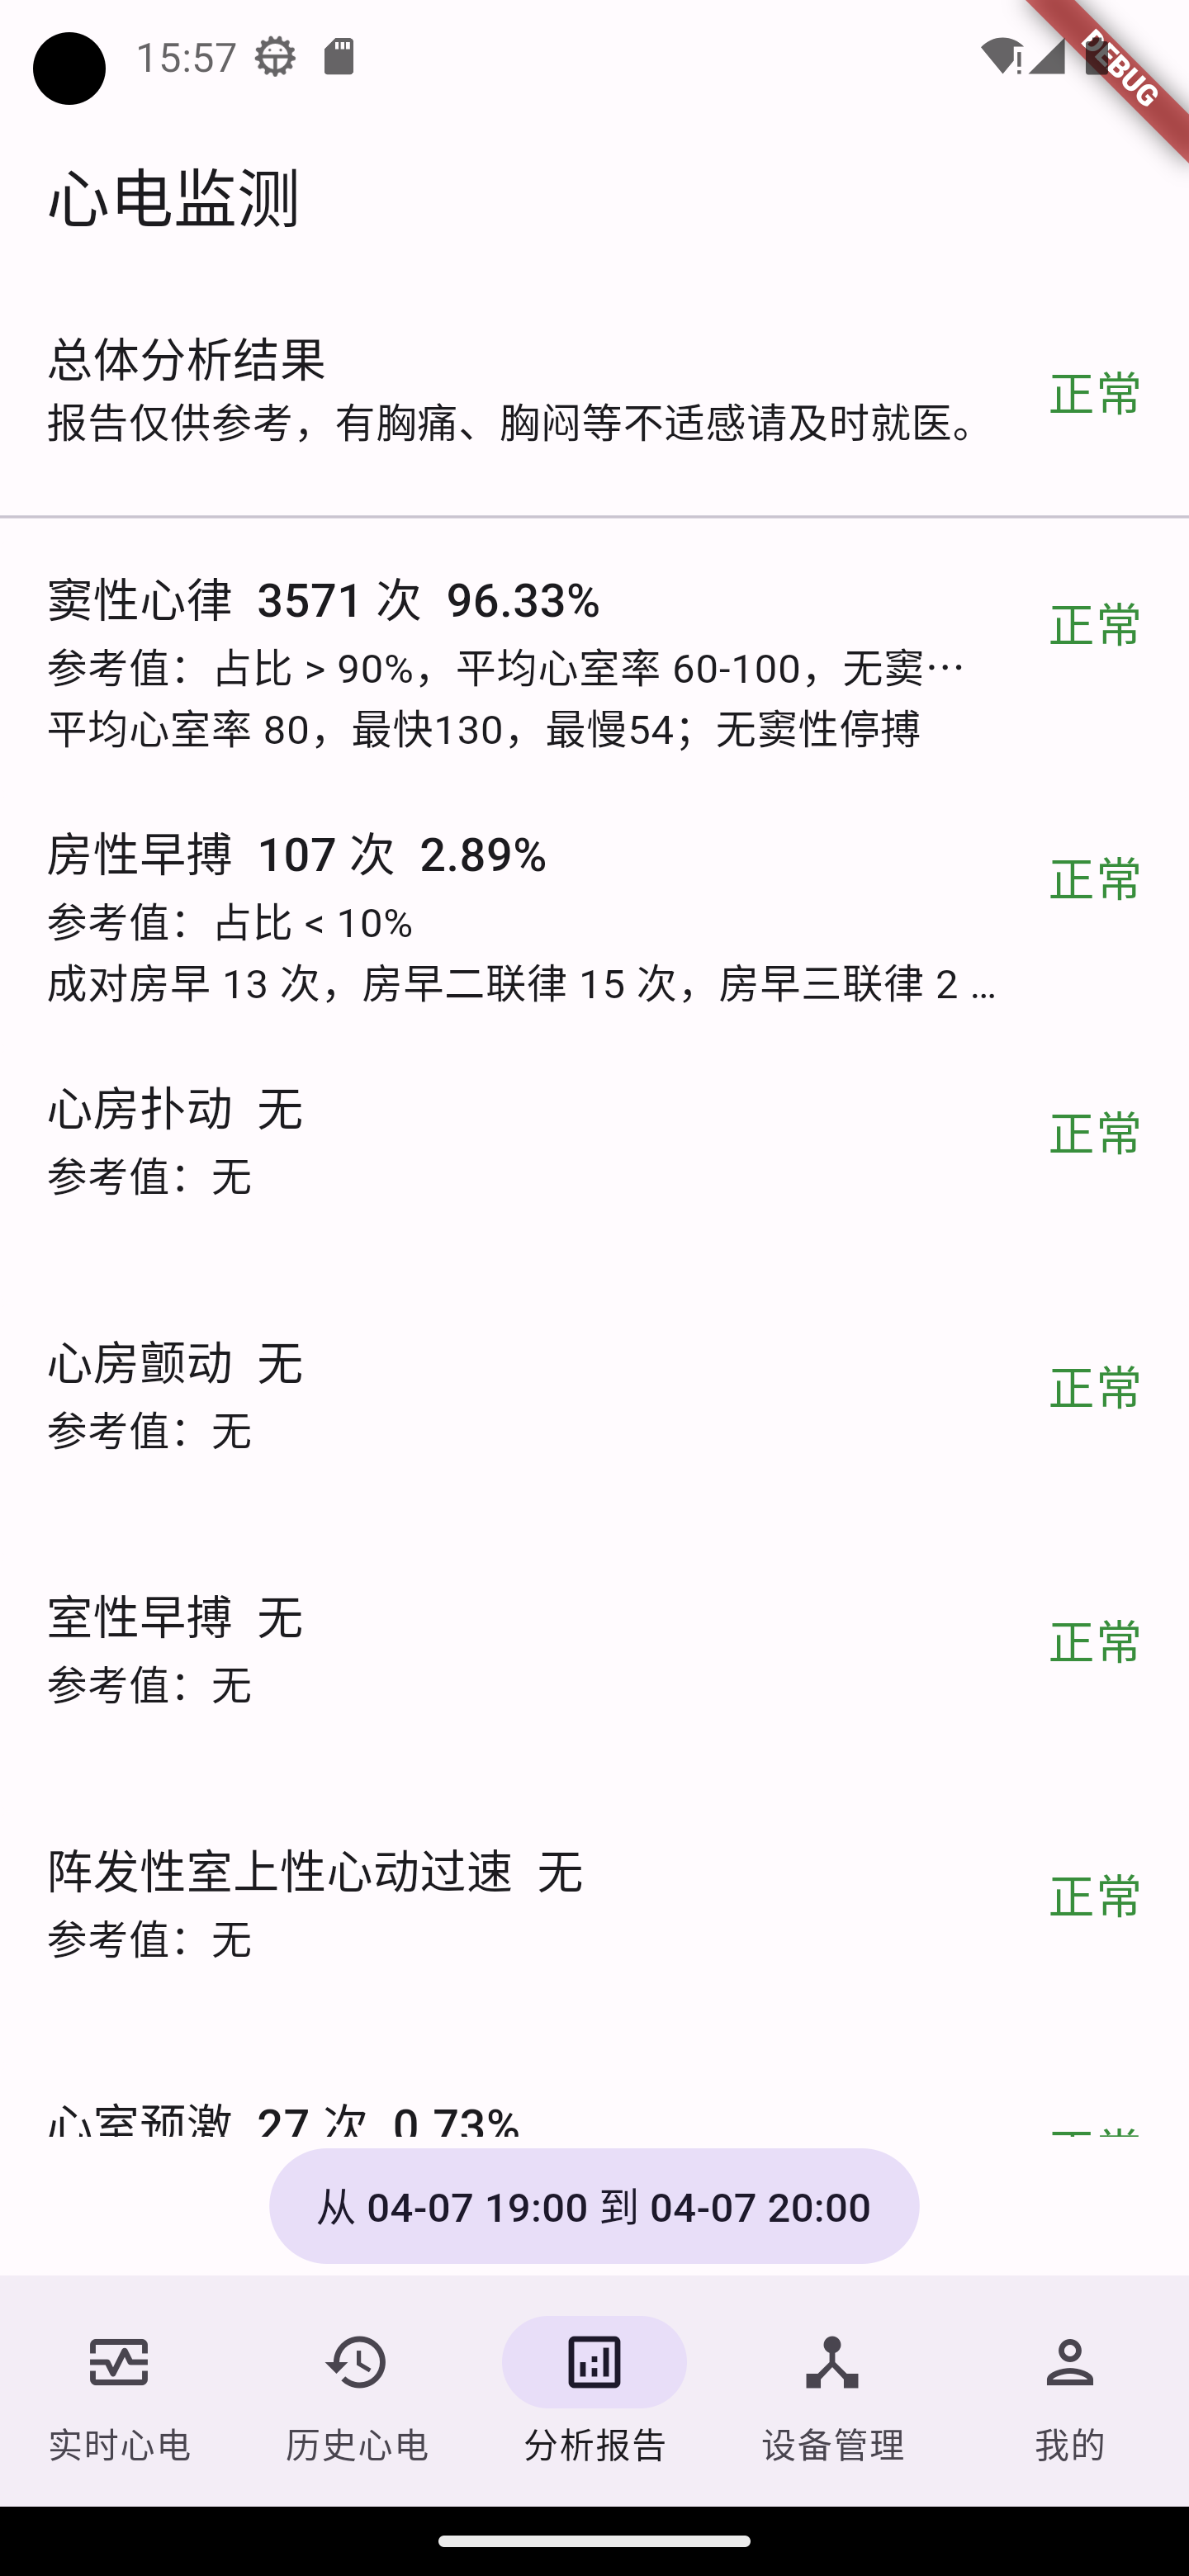 15:57
DEBUG
心电监测
总体分析结果
报告仅供参考，有胸痛、胸闷等不适感请及时就医。
正常
窦性心律 3571 次 96.33%
参考值：占比 > 90%，平均心室率 60-100，无窦…
平均心室率 80，最快130，最慢54；无窦性停搏
正常
房性早搏 107 次 2.89%
参考值：占比 < 10%
成对房早 13 次，房早二联律 15 次，房早三联律 2 ...
正常
心房扑动 无
参考值：无
正常
心房颤动 无
参考值：无
正常
室性早搏 无
参考值：无
正常
阵发性室上性心动过速 无
参考值：无
正常
心室预激 27 次 0.73%
正常
从 04-07 19:00 到 04-07 20:00
实时心电
历史心电
分析报告
设备管理
我的